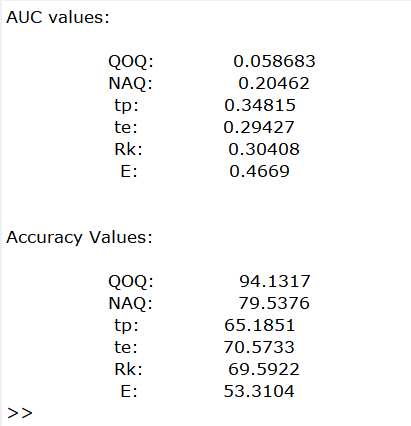 AUC values:
QOQ: 0.058683
NAQ: 0.20462
tp: 0.34815
te: 0.29427
Rk: 0.30408
E: 0.4669
Accuracy Values:
QOQ: 94.1317
NAQ: 79.5376
tp: 65.1851
te: 70.5733
Rk: 69.5922
E: 53.3104
>>